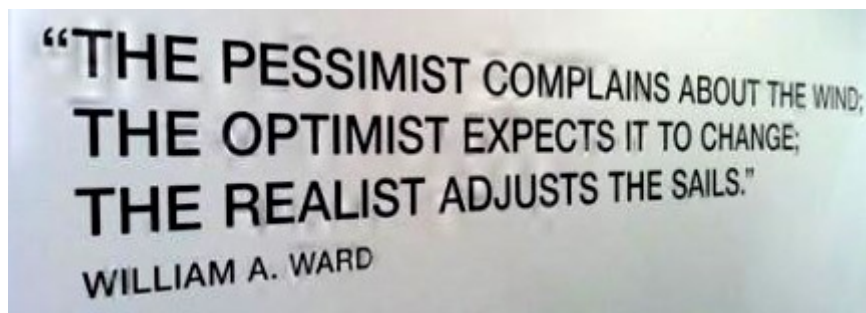 “THE PESSIMIST COMPLAINS ABOUT THE WIND;
THE OPTIMIST EXPECTS IT TO CHANGE;
THE REALIST ADJUSTS THE SAILS.”
WILLIAM A. WARD